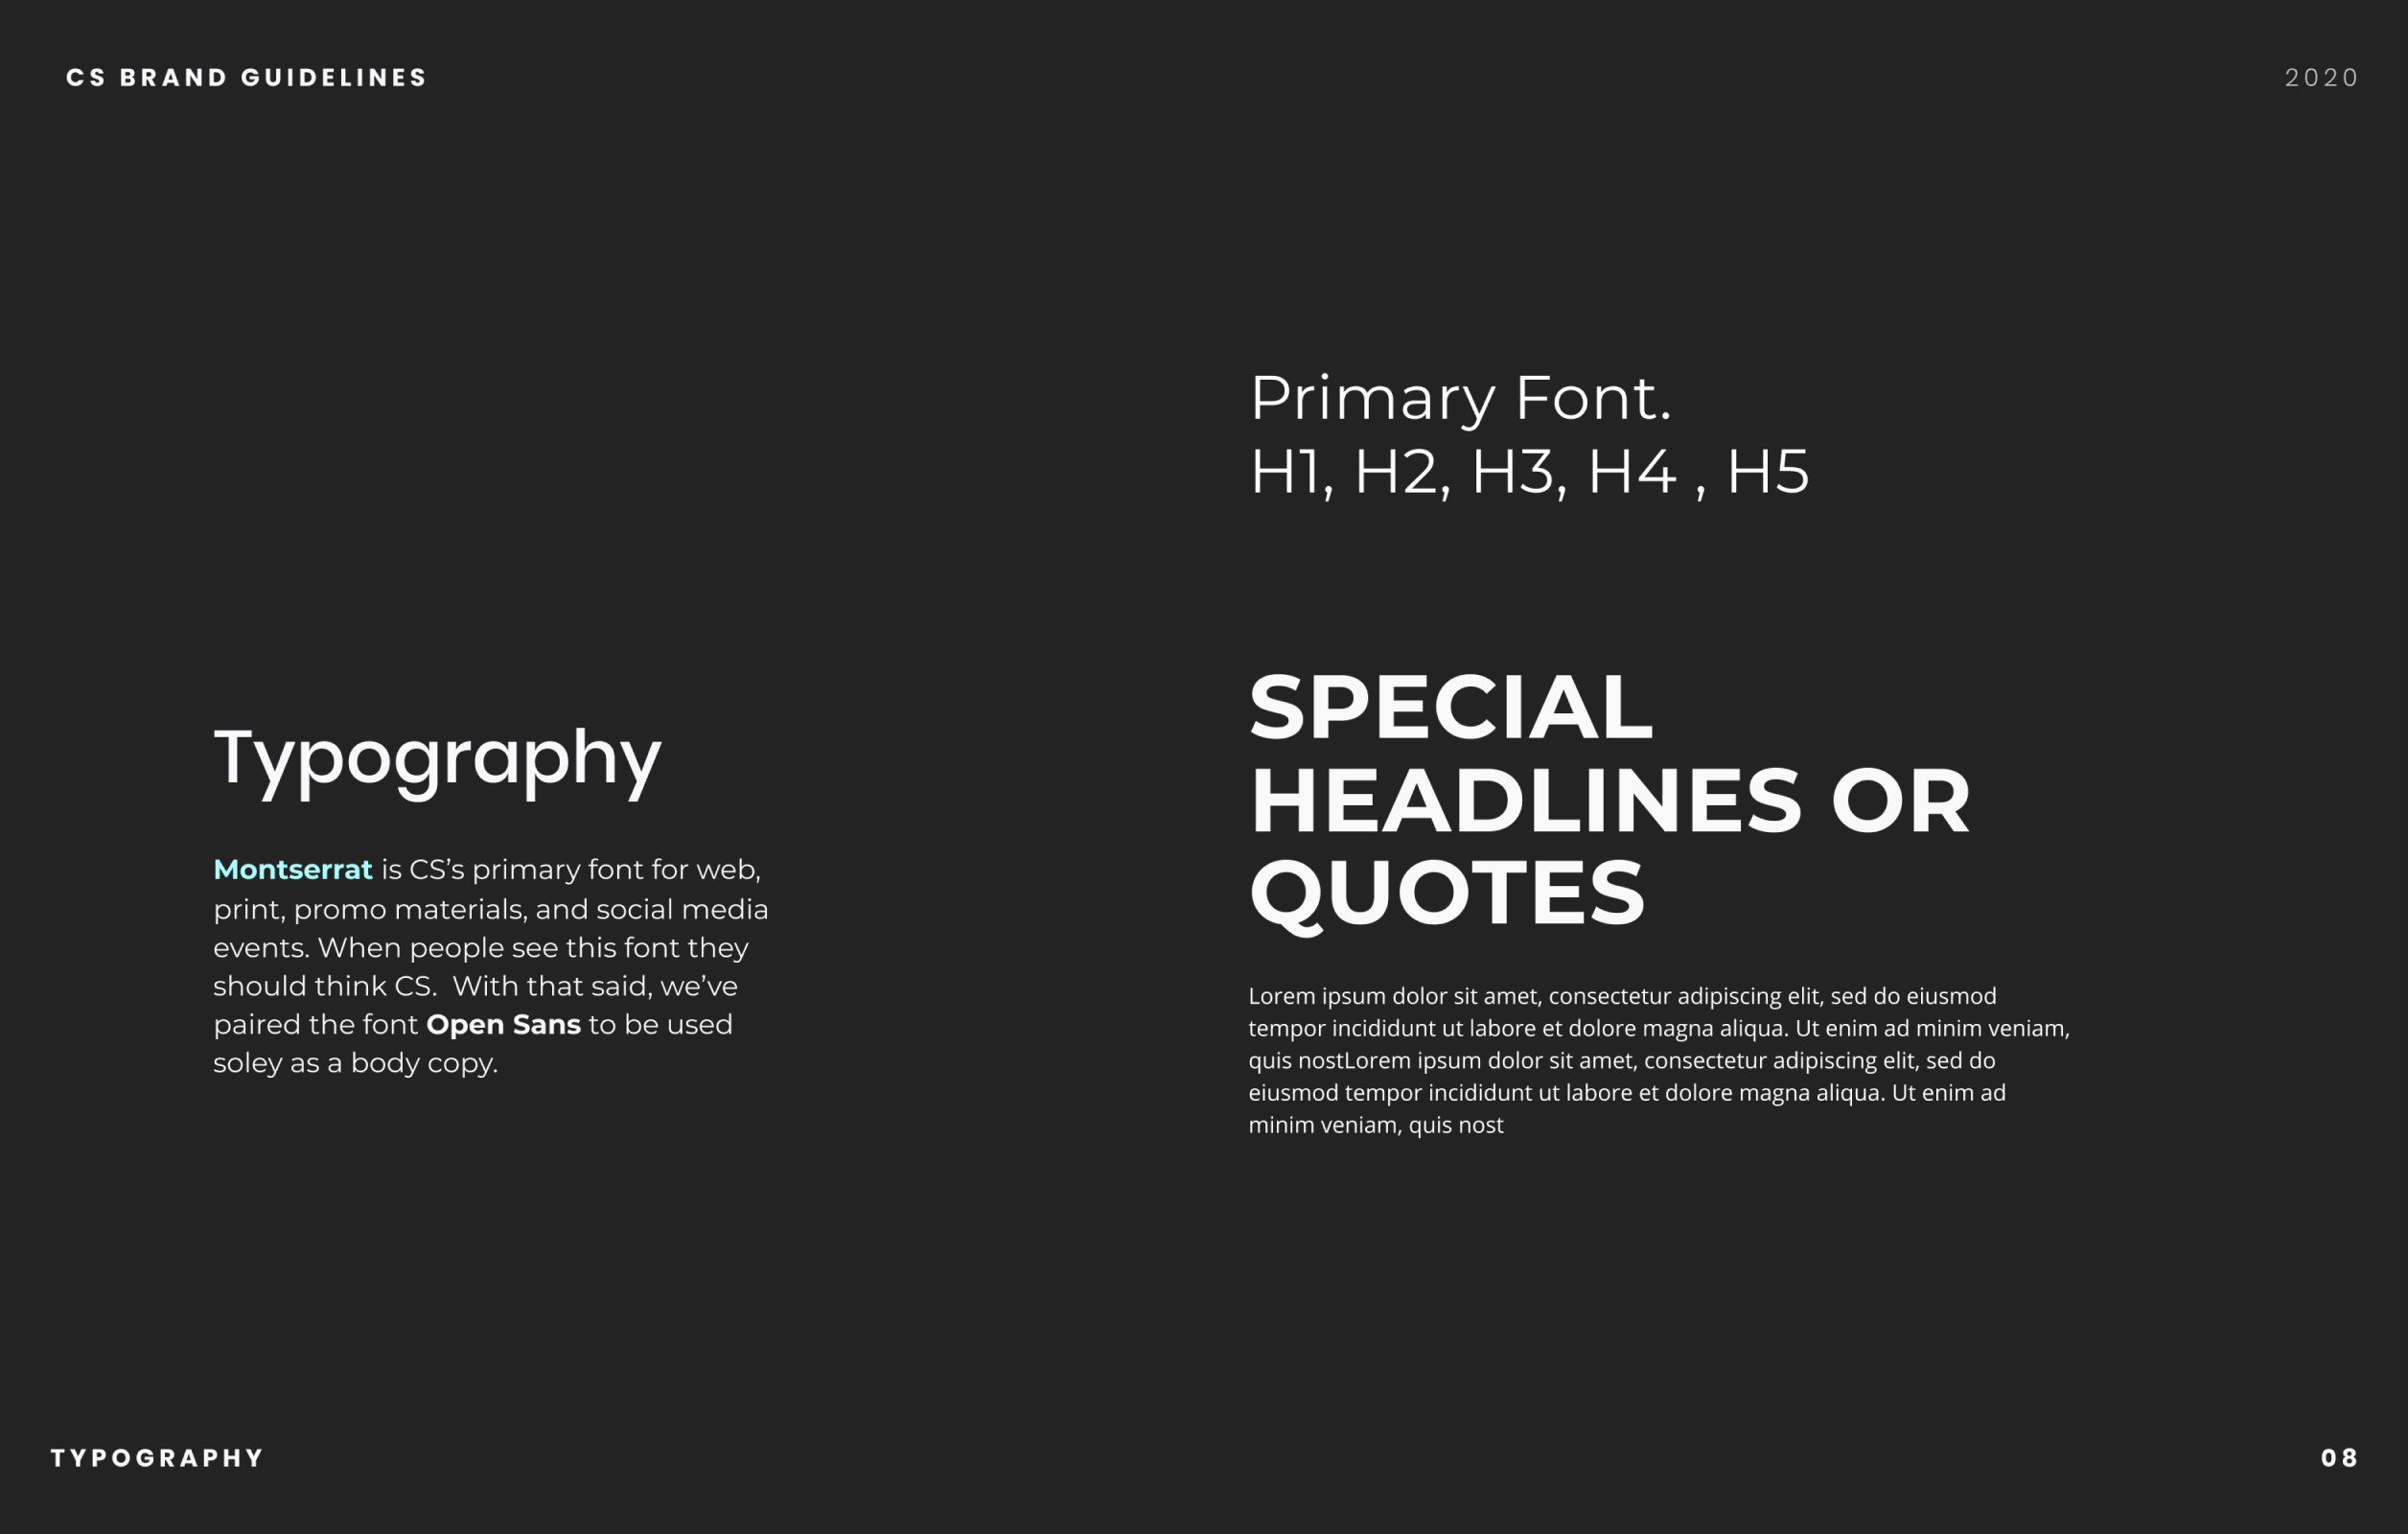 CS BRAND GUIDELINES
2020
Primary Font.
H1, H2, H3, H4 , H5
Typography
Montserrat is CS’s primary font for web,
print, promo materials, and social media
events. When people see this font they
should think CS.  With that said, we’ve
paired the font Open Sans to be used
soley as a body copy.
SPECIAL
HEADLINES OR
QUOTES
Lorem ipsum dolor sit amet, consectetur adipiscing elit, sed do eiusmod
tempor incididunt ut labore et dolore magna aliqua. Ut enim ad minim veniam,
quis nostLorem ipsum dolor sit amet, consectetur adipiscing elit, sed do
eiusmod tempor incididunt ut labore et dolore magna aliqua. Ut enim ad
minim veniam, quis nost
TYPOGRAPHY
08